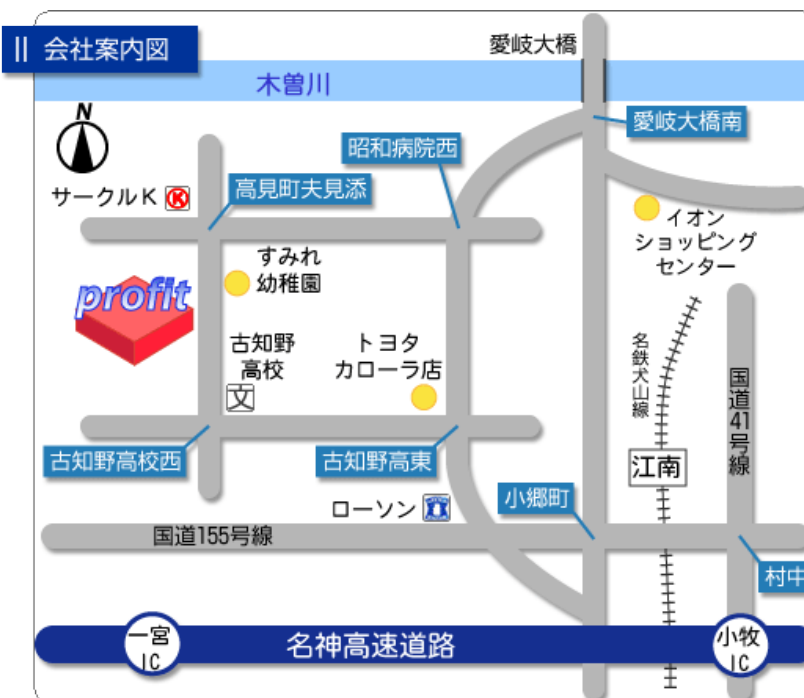 会社案内図
愛岐大橋
木曽川
N
愛岐大橋南
昭和病院西
サークルK
K
高見町夫見添
イオン
ショッピング
センター
すみれ
幼稚園
profit
古知野
高校
文
トヨタ
カローラ店
名鉄犬山線
国道41号線
古知野高校西
古知野高東
江南
小郷町
ローソン
国道155号線
村中
一宮
IC
名神高速道路
小牧
IC